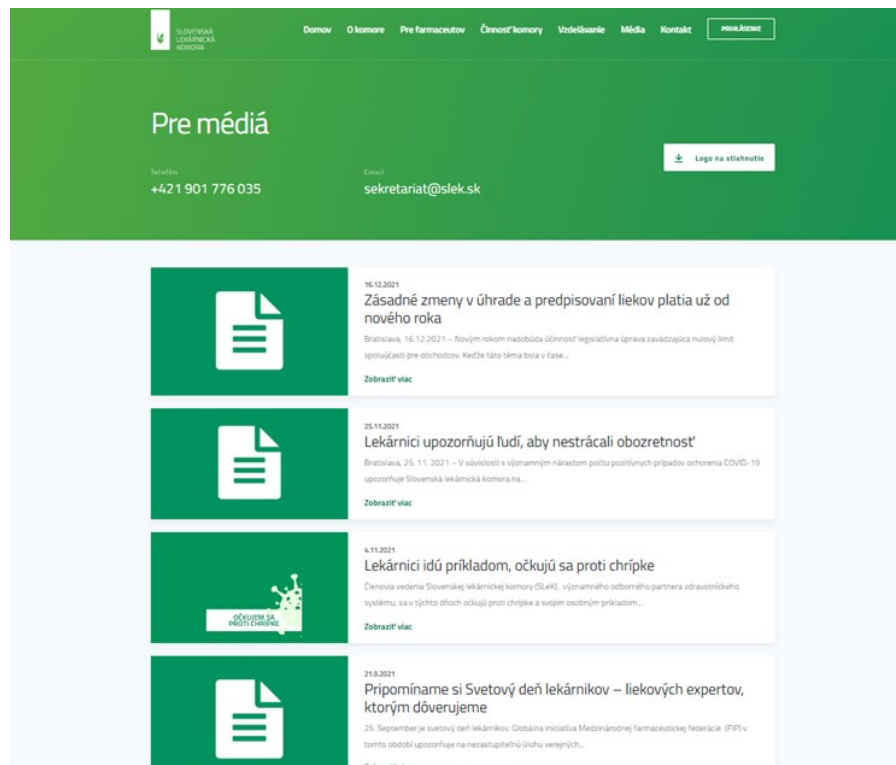 SLOVENSKÁ
LEKÁRNICKÁ
KOMORA
Domov O komore Pre farmaceutov Činnosť komory Vzdelávanie Média Kontakt PRIHLÁSENIE
Pre médiá
Logo na stiahnutie
Telefón Email
+421 901 776 035 sekretariat@slek.sk
16.12.2021
Zásadné zmeny v úhrade a predpisovaní liekov platia už od
nového roka
Bratislava, 16.12.2021 – Novým rokom nadobúda účinnosť legislatívna úprava zavádzajúca nulový limit
spoluúčasti pre dôchodcov. Keďže táto téma bola v čase...
Zobraziť viac
25.11.2021
Lekárnici upozorňujú ľudí, aby nestrácali obozretnosť
Bratislava, 25. 11. 2021 – V súvislosti s významným nárastom počtu pozitívnych prípadov ochorenia COVID-19
upozorňuje Slovenská lekárnická komora na...
Zobraziť viac
4.11.2021
Lekárnici idú príkladom, očkujú sa proti chrípke
Členovia vedenia Slovenskej lekárnickej komory (SLeK), významného odborného partnera zdravotníckeho
systému, sa v týchto dňoch očkujú proti chrípke a svojim osobným príkladom...
OČKUJEM SA
PROTI CHRÍPKE
Zobraziť viac
21.9.2021
Pripomíname si Svetový deň lekárnikov – liekových expertov,
ktorým dôverujeme
25. September je svetový deň lekárnikov. Globálna iniciatíva Medzinárodnej farmaceutickej federácie (FIP) v
tomto období upozorňuje na nezastupiteľnú úlohu verejných...